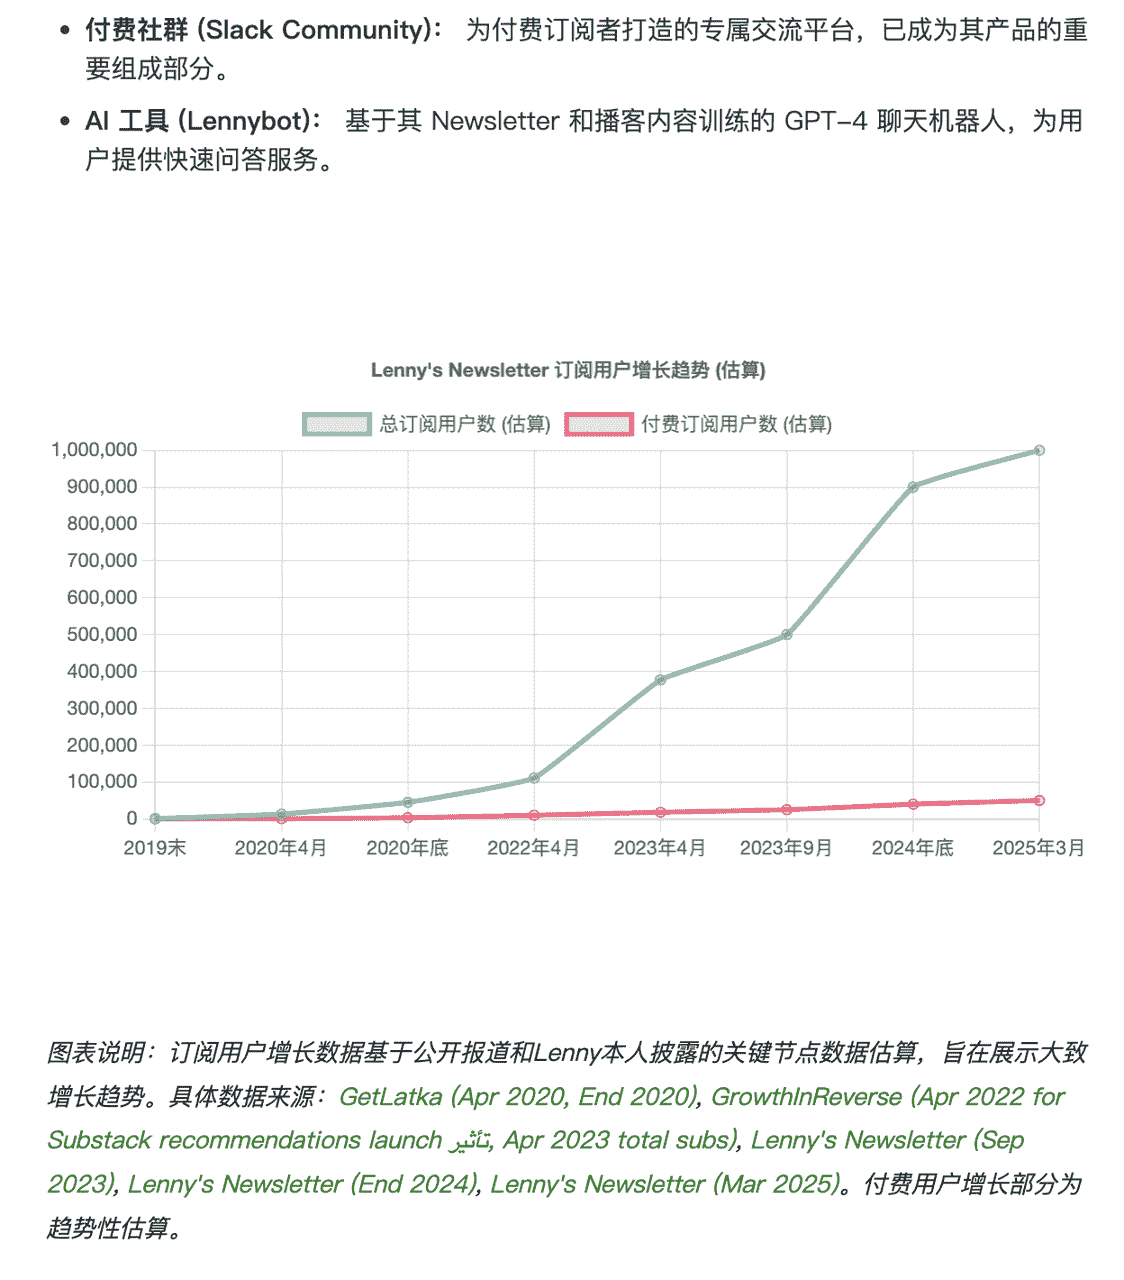 • 付费社群 (Slack Community)： 为付费订阅者打造的专属交流平台，已成为其产品的重
要组成部分。
• AI 工具 (Lennybot)： 基于其 Newsletter 和播客内容训练的 GPT-4 聊天机器人，为用
户提供快速问答服务。
Lenny's Newsletter 订阅用户增长趋势 (估算)
总订阅用户数 (估算) 付费订阅用户数 (估算)
1,000,000
900,000
800,000
700,000
600,000
500,000
400,000
300,000
200,000
100,000
0
2019末 2020年4月 2020年底 2022年4月 2023年4月 2023年9月 2024年底 2025年3月
图表说明：订阅用户增长数据基于公开报道和Lenny本人披露的关键节点数据估算，旨在展示大致
增长趋势。具体数据来源：GetLatka (Apr 2020, End 2020), GrowthInReverse (Apr 2022 for
Substack recommendations launch تأثير, Apr 2023 total subs), Lenny's Newsletter (Sep
2023), Lenny's Newsletter (End 2024), Lenny's Newsletter (Mar 2025)。付费用户增长部分为
趋势性估算。